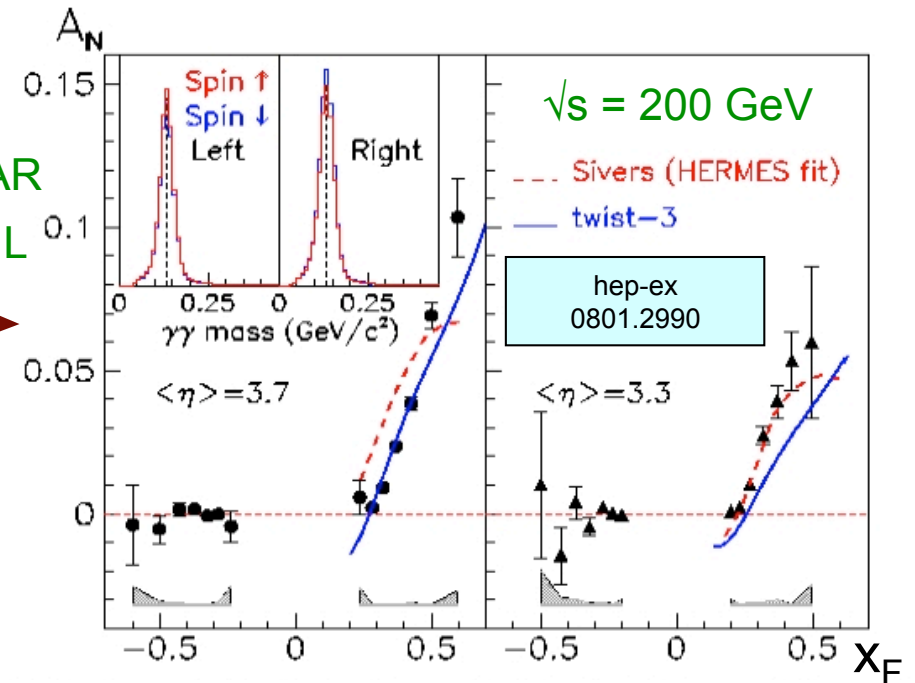 A_N
0.15
0.1
0.05
0
AR
L
Spin ↑
Spin ↓
Left
Right
0
0.25
0
0.25
γγ mass (GeV/c²)
<η>=3.7
√s = 200 GeV
Sivers (HERMES fit)
twist-3
hep-ex
0801.2990
<η>=3.3
−0.5
0
0.5
−0.5
0
0.5
x_F